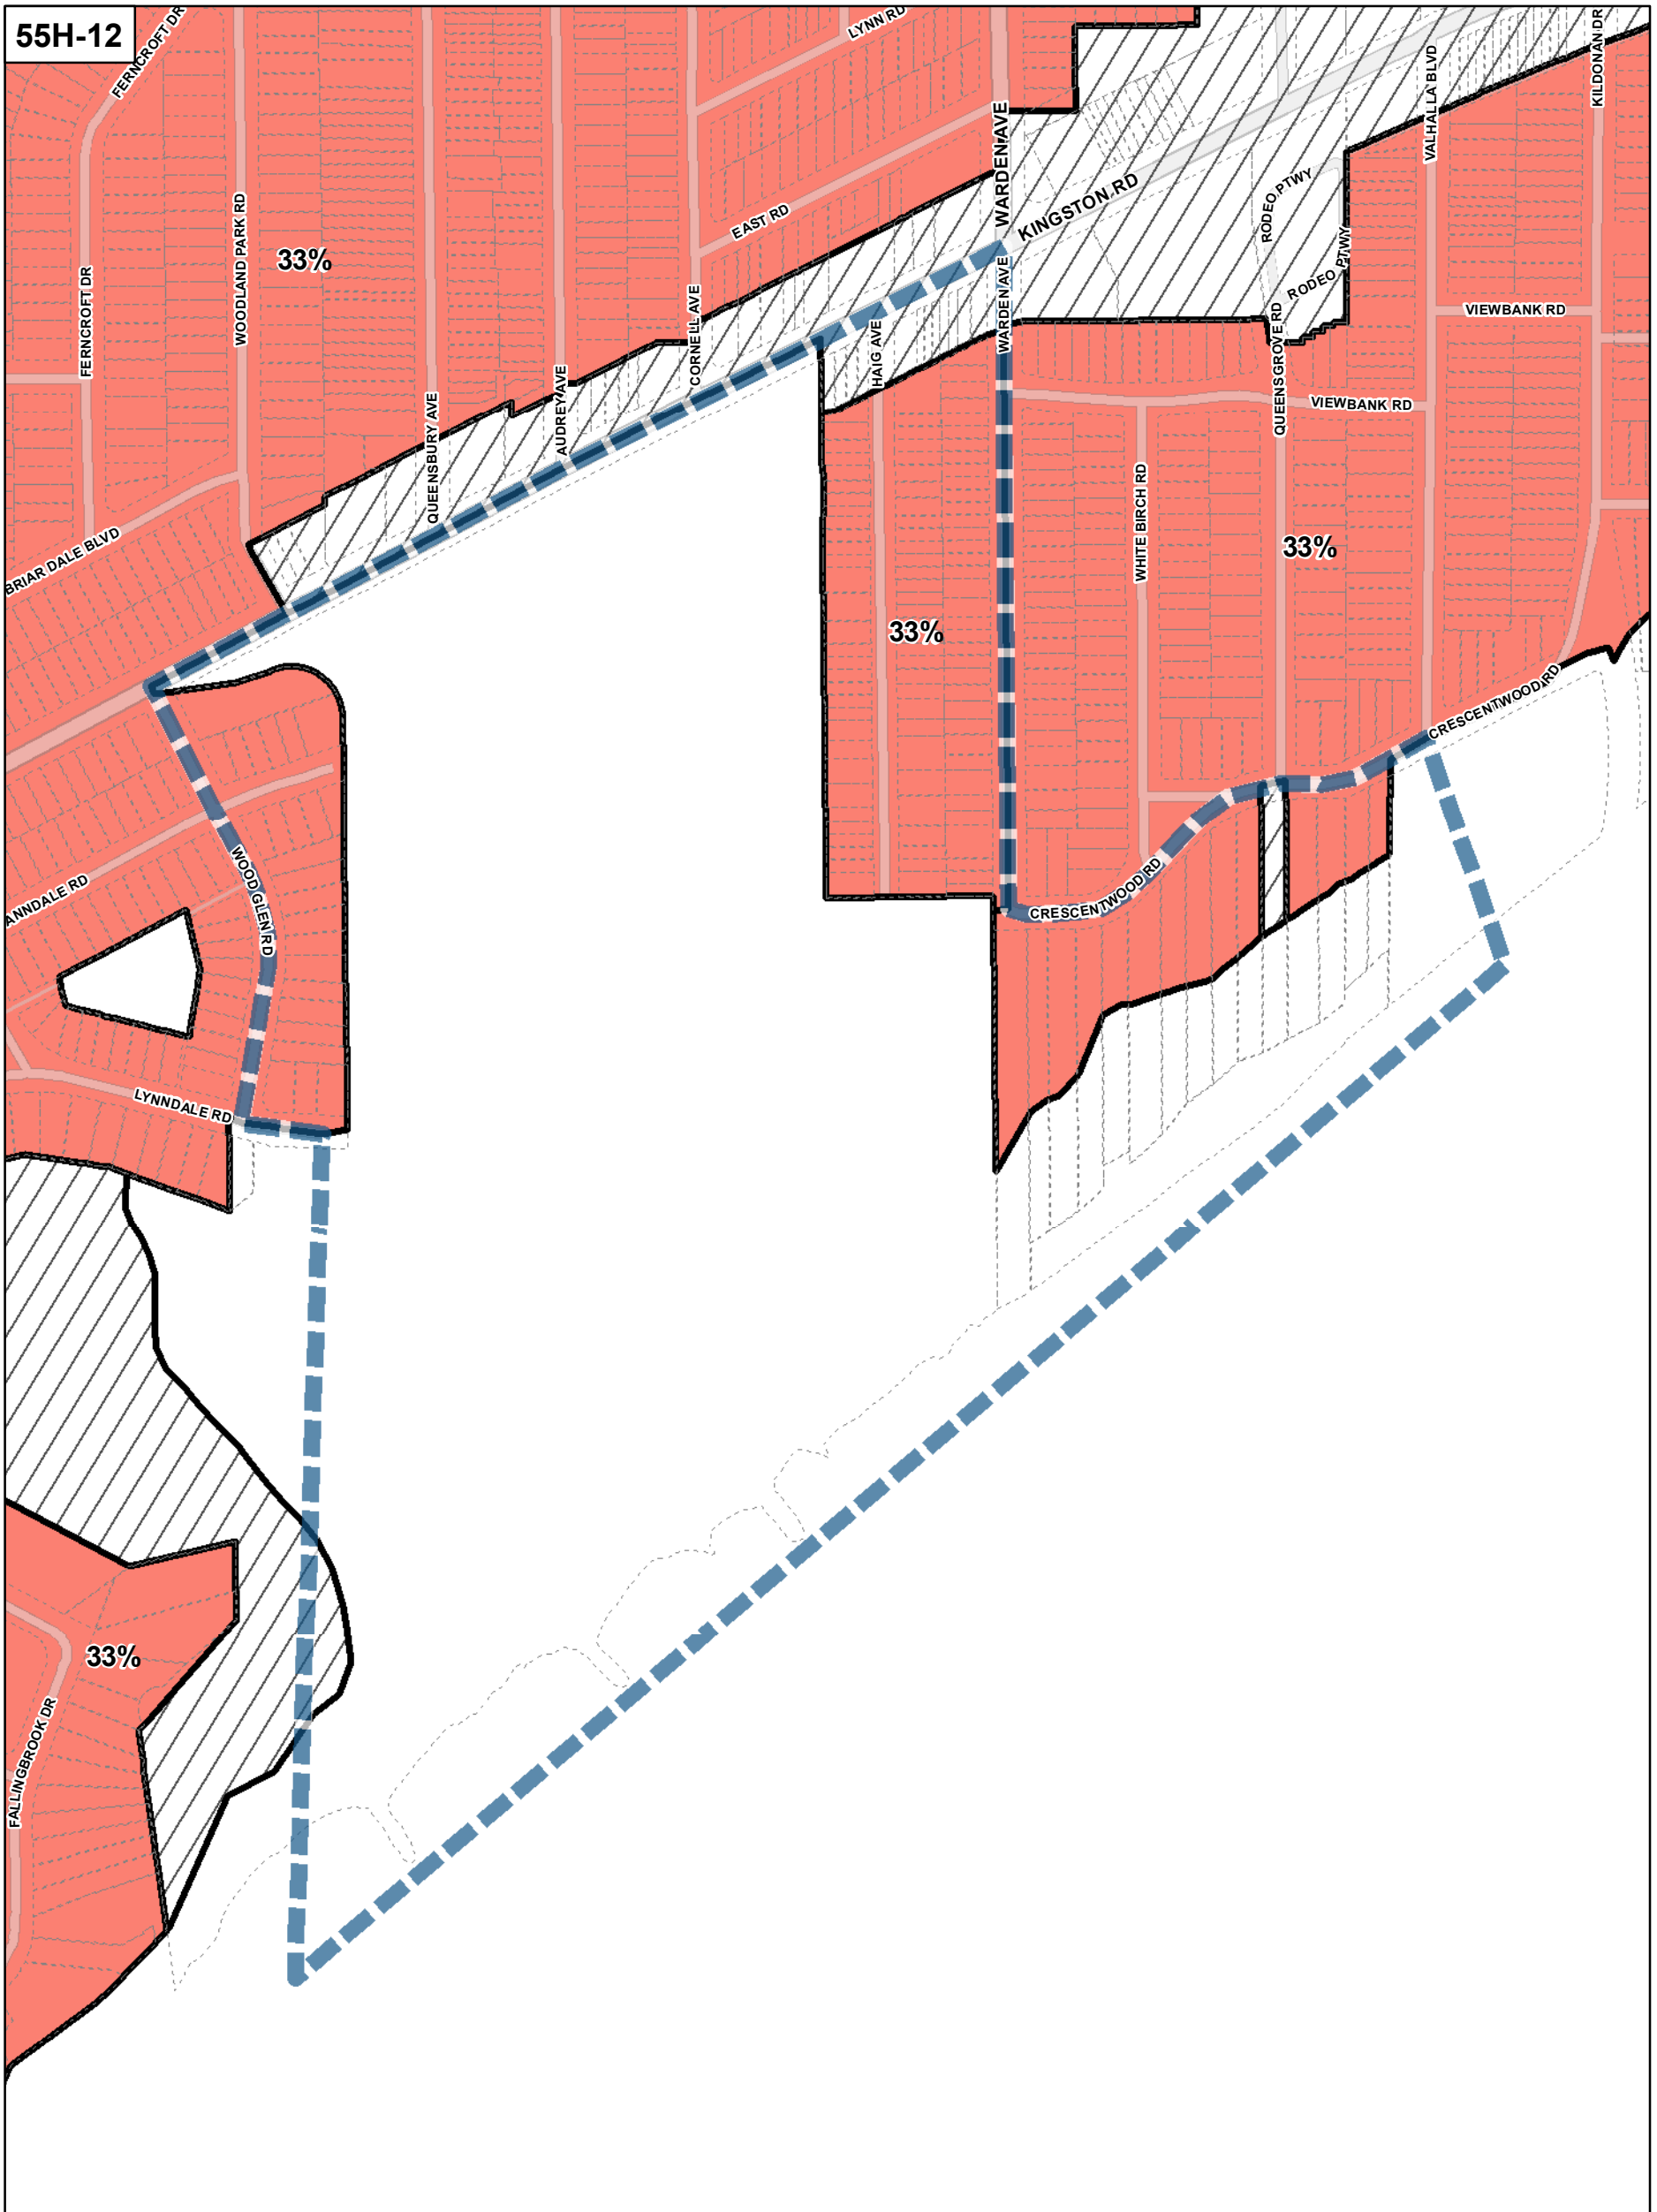 55H-12
FERNCROFT DR
LYNN RD
VALHALLA BLVD
KILDONAN DR
WARDEN AVE
KINGSTON RD
RODEO PTWY
EAST RD
WOODLAND PARK RD
33%
FERNCROFT DR
RODEO PTWY
RODEO PTWY
WARDEN AVE
CORNELL AVE
HAIG AVE
VIEWBANK RD
QUEENSGROVE RD
AUDREY AVE
QUEENSBURY AVE
VIEWBANK RD
WHITE BIRCH RD
BRIAR DALE BLVD
33%
33%
CRESCENTWOOD RD
WOOD GLEN RD
ANNDALE RD
CRESCENTWOOD RD
LYNNDALE RD
33%
FALLINGBROOK DR